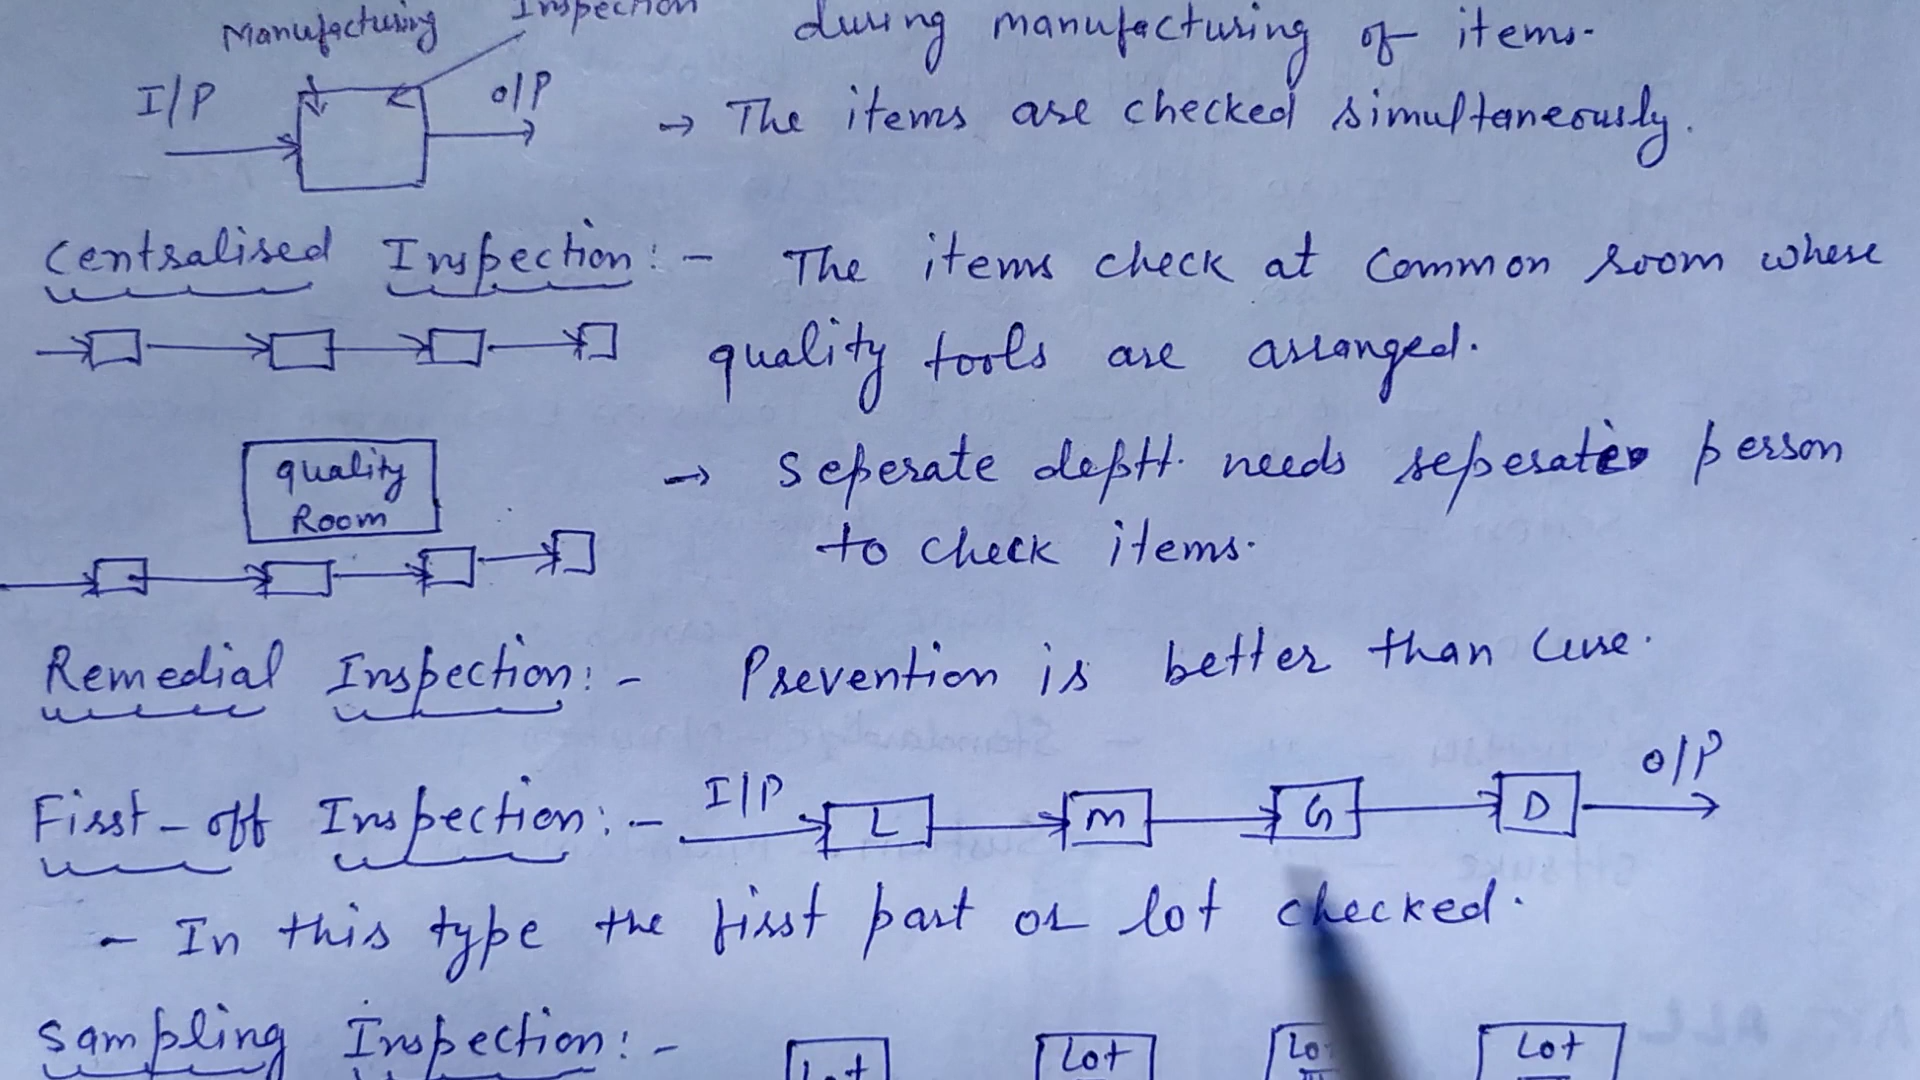 Manufacturing Inspection
during manufacturing of items.
I/P O/P
→ The items are checked simultaneously.
Centralised Inspection:- The items check at common room where
quality tools are arranged.
quality
Room
→ Seperate deptt. needs seperate person
to check items.
Remedial Inspection:- Prevention is better than cure.
First-off Inspection:- I/P L M G D O/P
- In this type the first part or lot checked.
Sampling Inspection:- Lot Lot Lot Lot